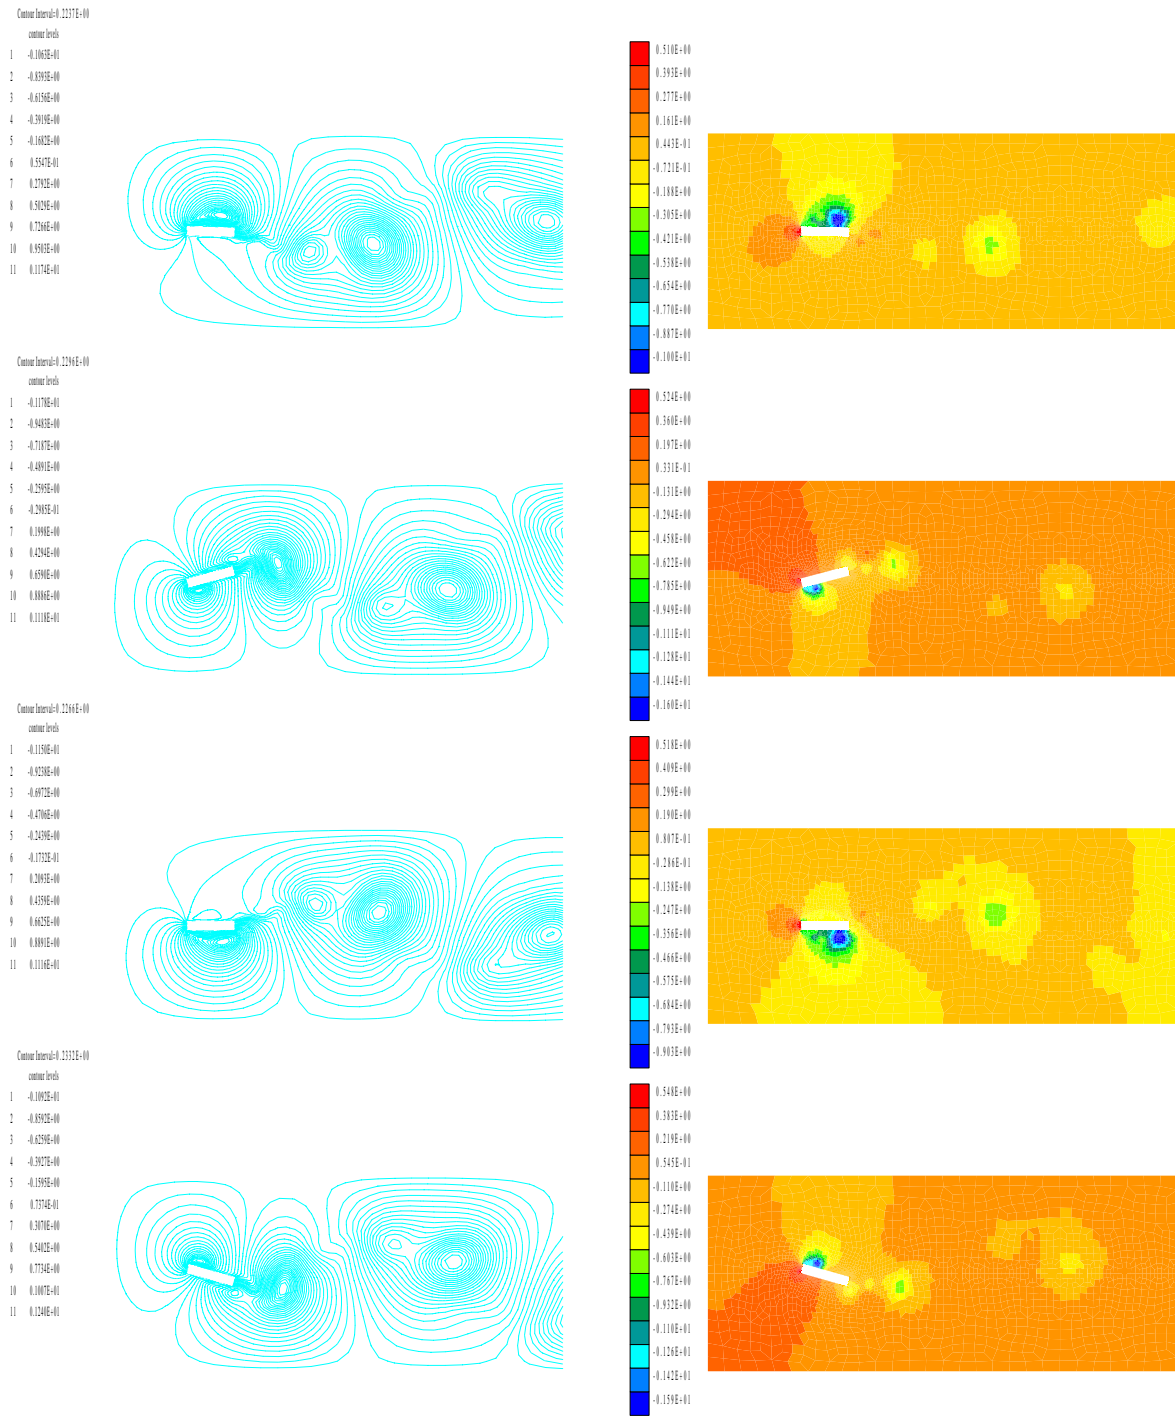 Contour Interval=0.2237E+00
contour levels
1 -0.1063E+01
2 -0.8393E+00
3 -0.6156E+00
4 -0.3919E+00
5 -0.1682E+00
6 0.5547E-01
7 0.2792E+00
8 0.5029E+00
9 0.7266E+00
10 0.9503E+00
11 0.1174E+01
0.510E+00
0.393E+00
0.277E+00
0.161E+00
0.443E-01
-0.721E-01
-0.188E+00
-0.305E+00
-0.421E+00
-0.538E+00
-0.654E+00
-0.770E+00
-0.887E+00
-0.100E+01
Contour Interval=0.2296E+00
contour levels
1 -0.1178E+01
2 -0.9483E+00
3 -0.7187E+00
4 -0.4891E+00
5 -0.2595E+00
6 -0.2985E-01
7 0.1998E+00
8 0.4294E+00
9 0.6590E+00
10 0.8886E+00
11 0.1118E+01
0.524E+00
0.360E+00
0.197E+00
0.331E-01
-0.131E+00
-0.294E+00
-0.458E+00
-0.622E+00
-0.785E+00
-0.949E+00
-0.111E+01
-0.128E+01
-0.144E+01
-0.160E+01
Contour Interval=0.2266E+00
contour levels
1 -0.1150E+01
2 -0.9238E+00
3 -0.6972E+00
4 -0.4706E+00
5 -0.2439E+00
6 -0.1732E-01
7 0.2093E+00
8 0.4359E+00
9 0.6625E+00
10 0.8891E+00
11 0.1116E+01
0.518E+00
0.409E+00
0.299E+00
0.190E+00
0.807E-01
-0.286E-01
-0.138E+00
-0.247E+00
-0.356E+00
-0.466E+00
-0.575E+00
-0.684E+00
-0.793E+00
-0.903E+00
Contour Interval=0.2332E+00
contour levels
1 -0.1092E+01
2 -0.8592E+00
3 -0.6259E+00
4 -0.3927E+00
5 -0.1595E+00
6 0.7374E-01
7 0.3070E+00
8 0.5402E+00
9 0.7734E+00
10 0.1007E+01
11 0.1240E+01
0.548E+00
0.383E+00
0.219E+00
0.545E-01
-0.110E+00
-0.274E+00
-0.439E+00
-0.603E+00
-0.767E+00
-0.932E+00
-0.110E+01
-0.126E+01
-0.142E+01
-0.159E+01